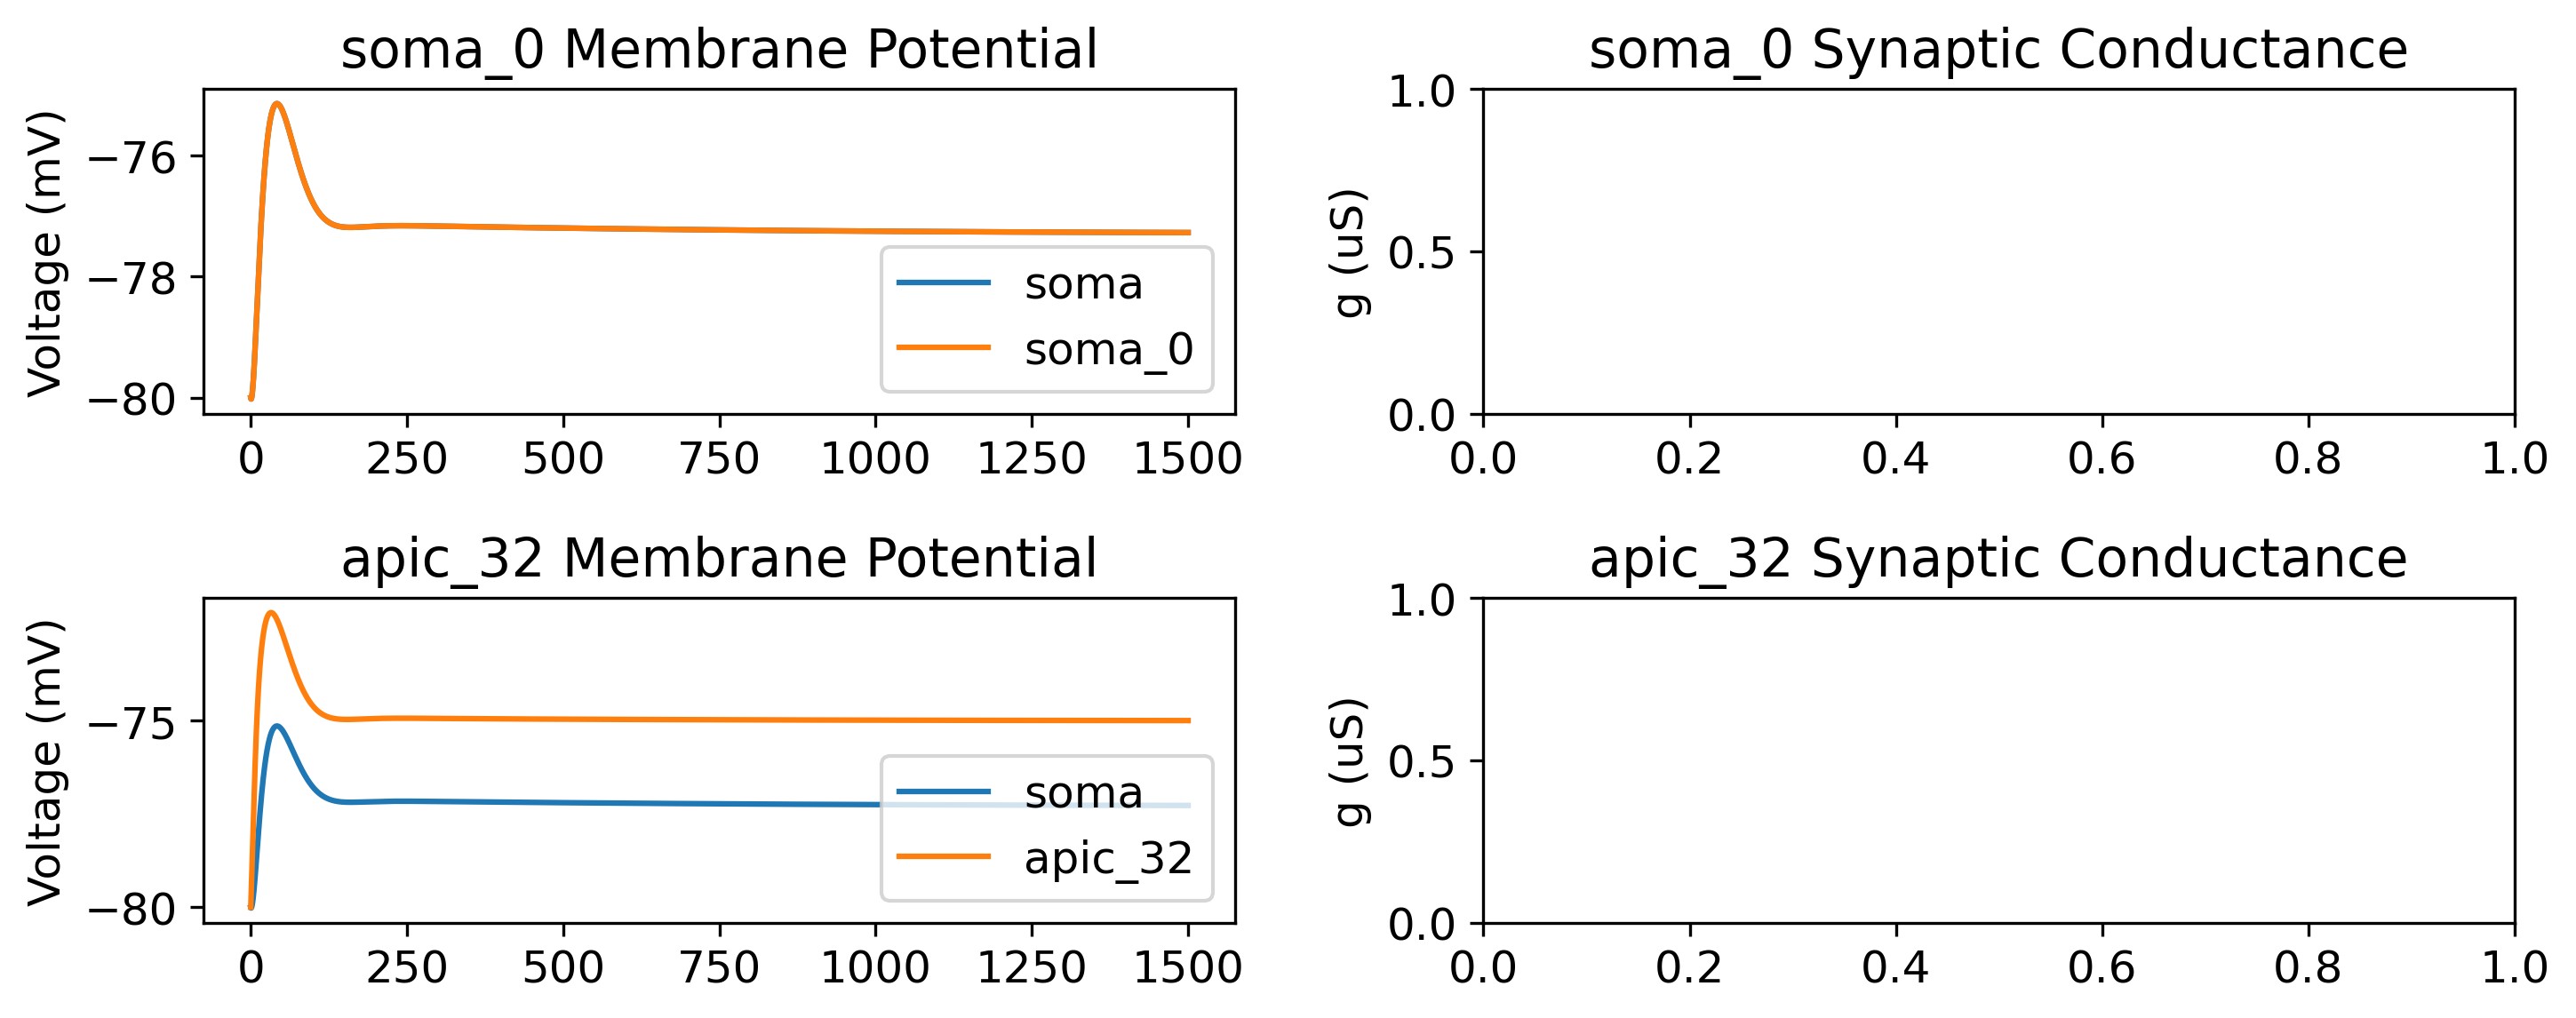 soma_0 Membrane Potential
Voltage (mV)
−76
−78
−80
0 250 500 750 1000 1250 1500
soma
soma_0
soma_0 Synaptic Conductance
g (uS)
1.0
0.5
0.0
0.0 0.2 0.4 0.6 0.8 1.0
apic_32 Membrane Potential
Voltage (mV)
−75
−80
0 250 500 750 1000 1250 1500
soma
apic_32
apic_32 Synaptic Conductance
g (uS)
1.0
0.5
0.0
0.0 0.2 0.4 0.6 0.8 1.0